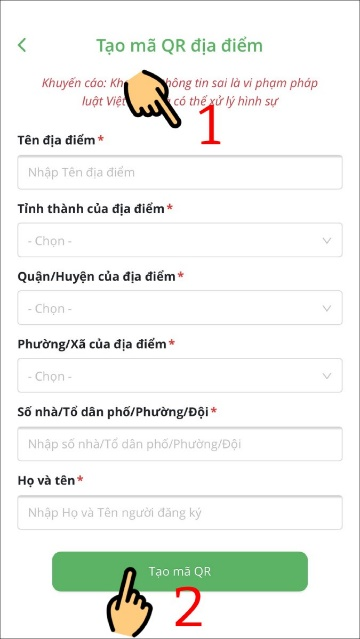 Tạo mã QR địa điểm
Khuyến cáo: Kh thông tin sai là vi phạm pháp
luật Việt có thể xử lý hình sự
1
Tên địa điểm *
Nhập Tên địa điểm
Tỉnh thành của địa điểm *
- Chọn -
Quận/Huyện của địa điểm *
- Chọn -
Phường/Xã của địa điểm *
- Chọn -
Số nhà/Tổ dân phố/Phường/Đội *
Nhập số nhà/Tổ dân phố/Phường/Đội
Họ và tên *
Nhập Họ và Tên người đăng ký
Tạo mã QR
2